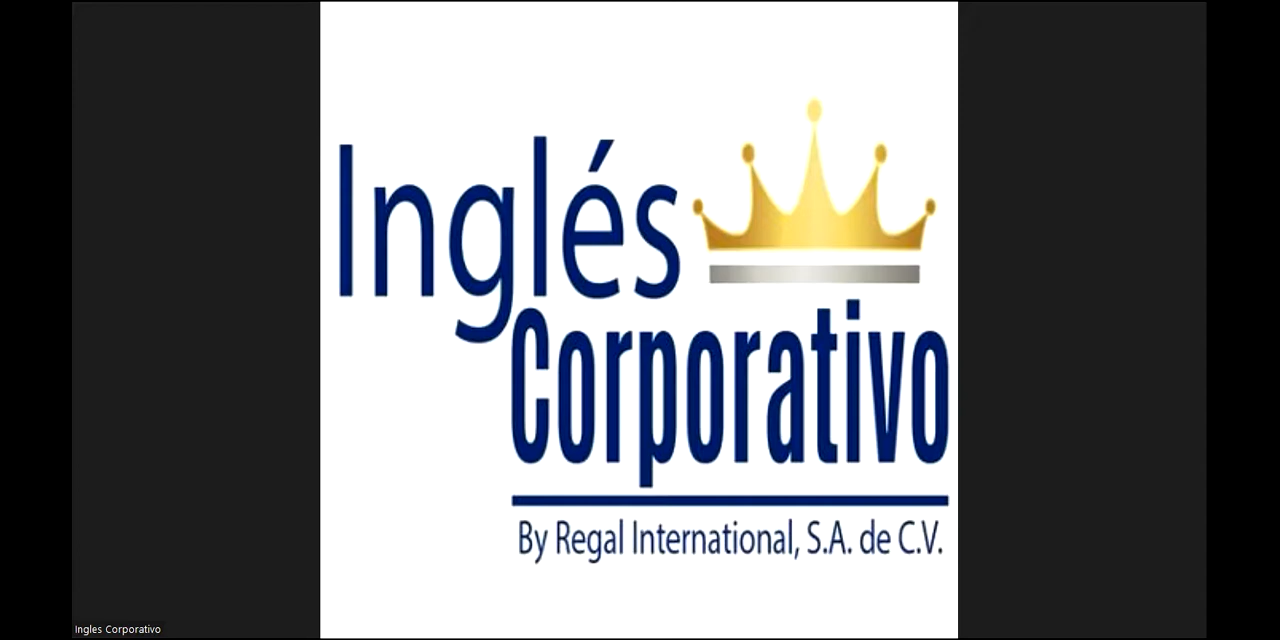 Inglés
Corporativo
By Regal International, S.A. de C.V.
Ingles Corporativo